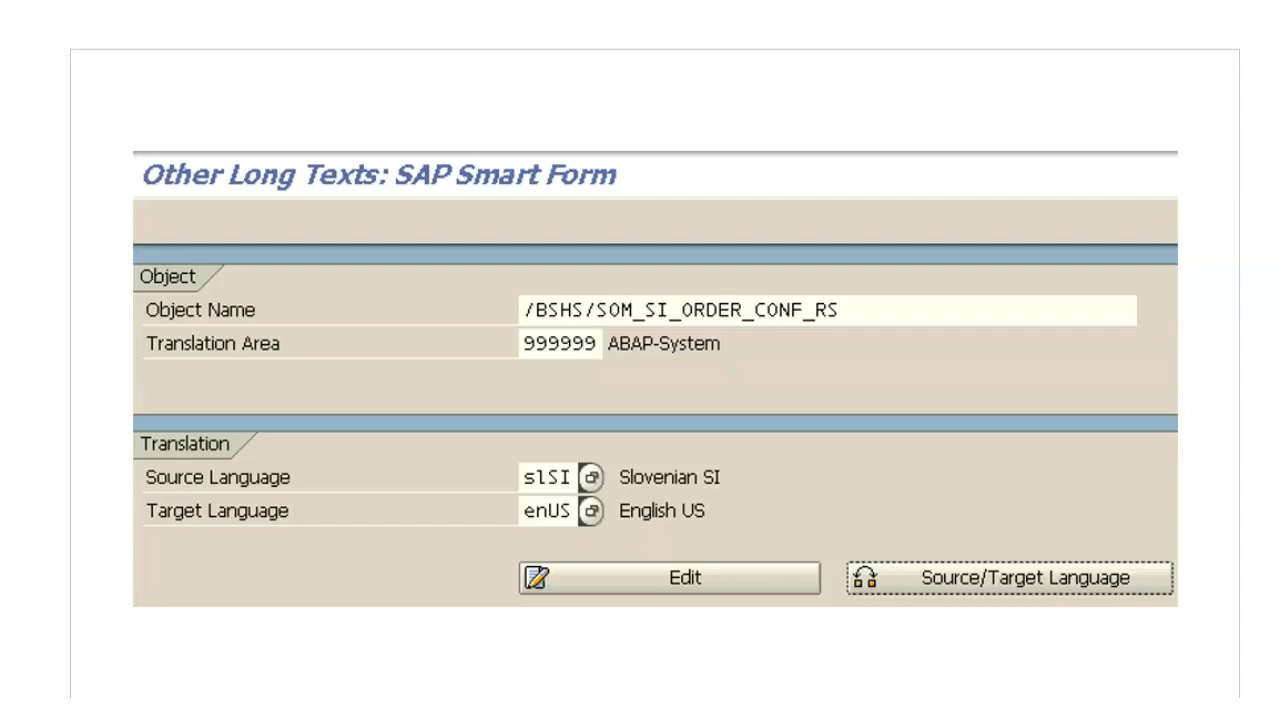 Other Long Texts: SAP Smart Form
Object
Object Name /BSHS/SOM_SI_ORDER_CONF_RS
Translation Area 999999 ABAP-System
Translation
Source Language slSI Slovenian SI
Target Language enUS English US
Edit Source/Target Language